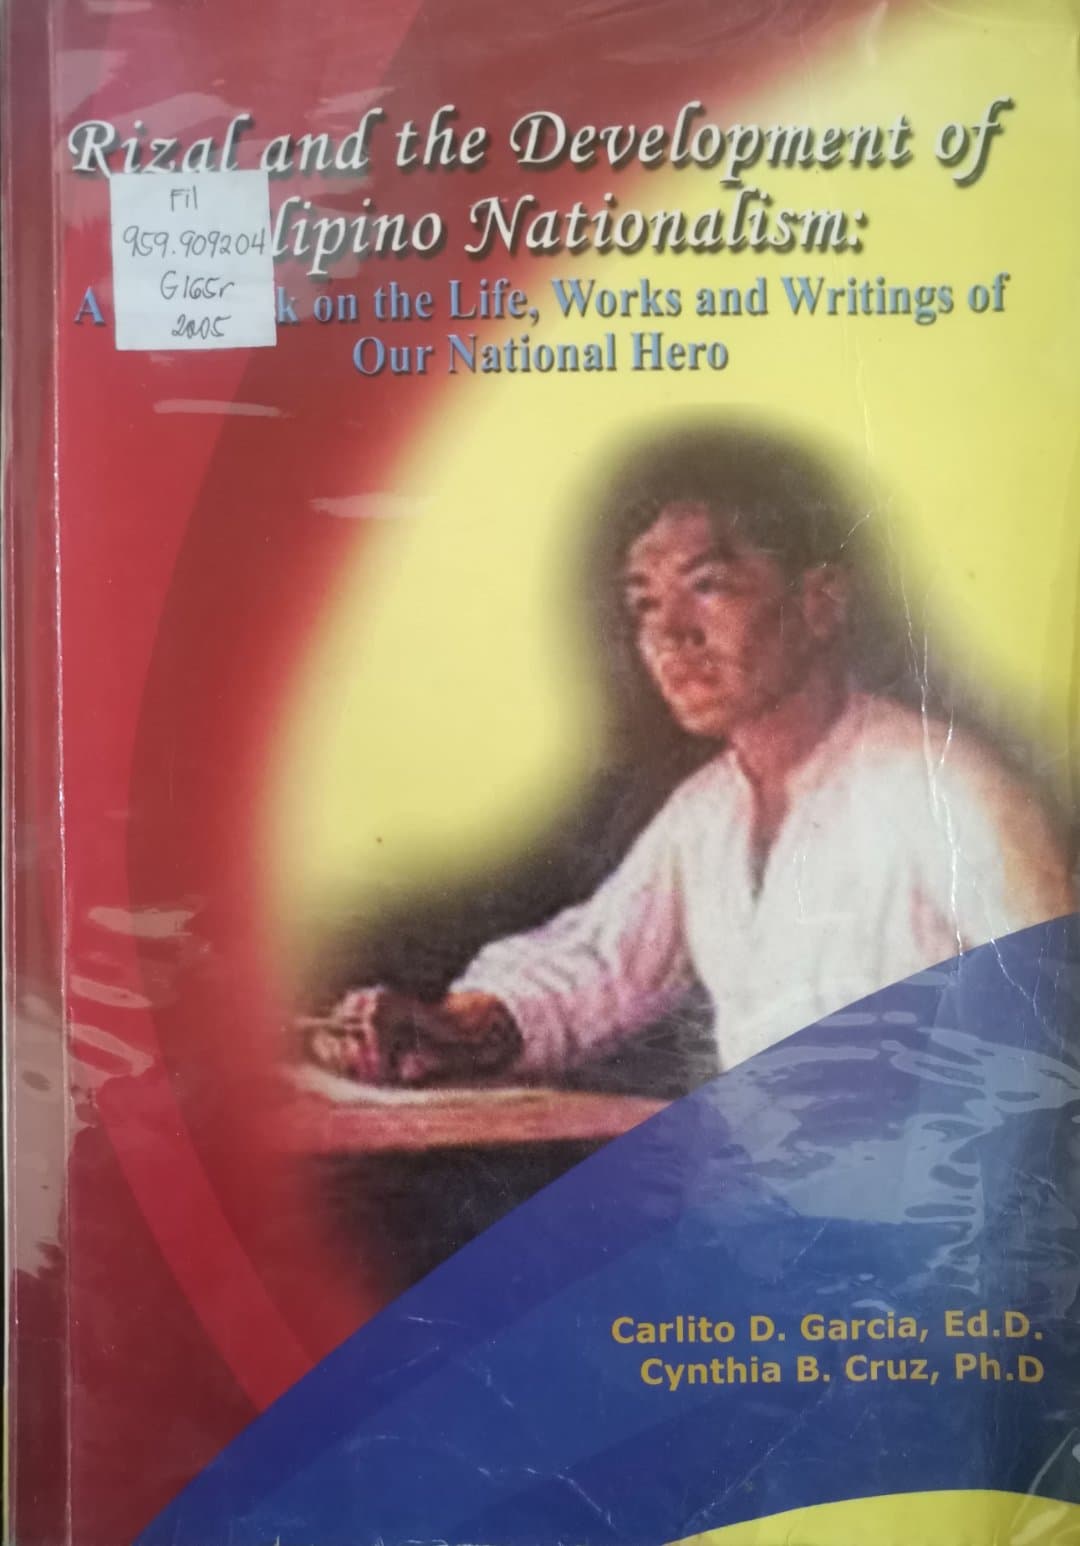 Rizal and the Development of
lipino Nationalism:
A k on the Life, Works and Writings of
Our National Hero
Fil
959.909204
G165r
2005
Carlito D. Garcia, Ed.D.
Cynthia B. Cruz, Ph.D